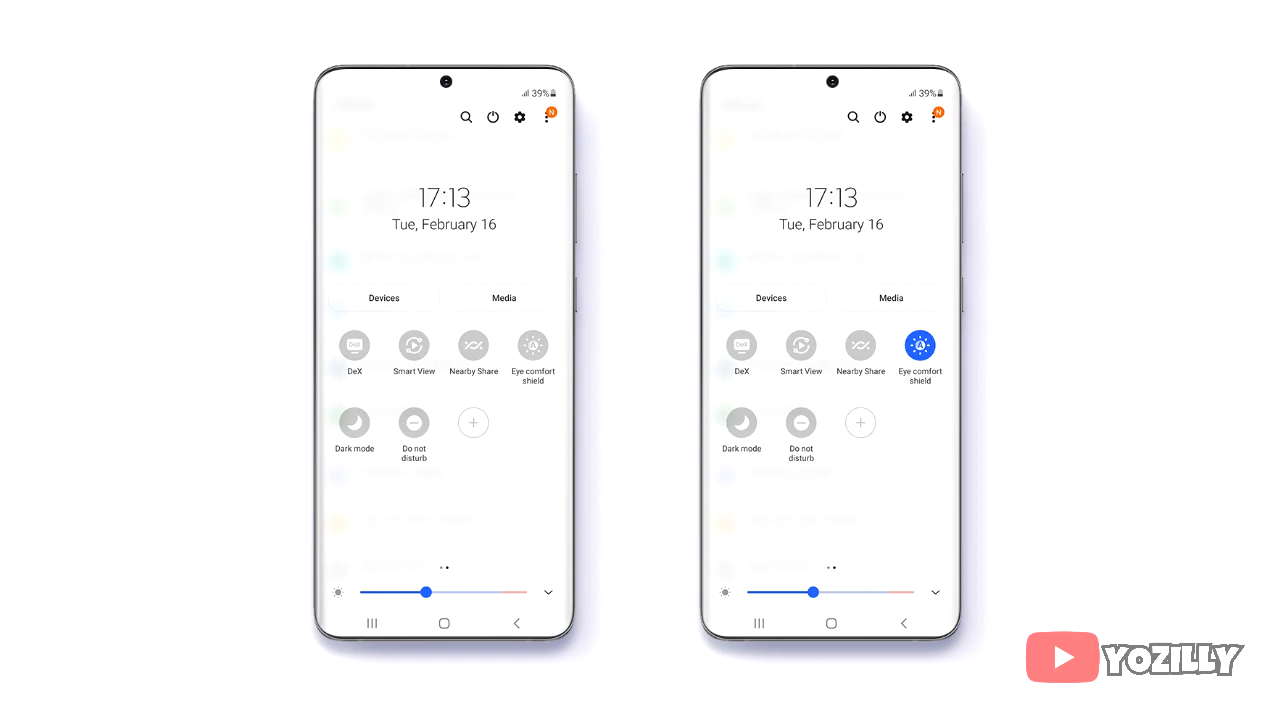 39%
N
17:13
Tue, February 16
Devices
Media
DeX
DeX
Smart View
Nearby Share
A
Eye comfort
shield
Dark mode
Do not
disturb
39%
N
17:13
Tue, February 16
Devices
Media
DeX
DeX
Smart View
Nearby Share
A
Eye comfort
shield
Dark mode
Do not
disturb
YOZILLY